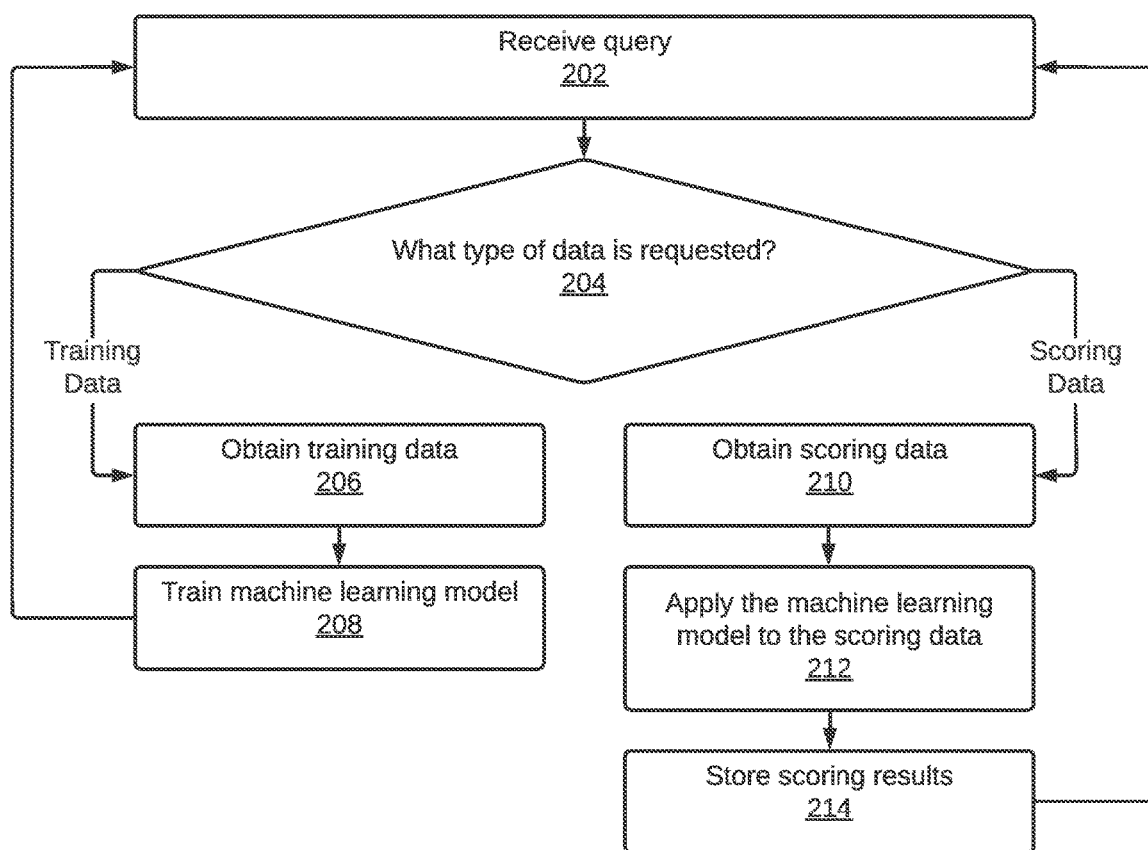 Receive query
202
What type of data is requested?
204
Training
Data
Scoring
Data
Obtain training data
206
Obtain scoring data
210
Train machine learning model
208
Apply the machine learning
model to the scoring data
212
Store scoring results
214